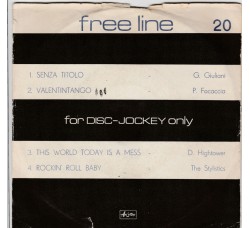 free line 20
1. SENZA TITOLO G. Giuliani
2. VALENTINTANGO P. Fiscacca
for DISC-JOCKEY only
3. THIS WORLD TODAY IS A MESS D. Hightower
4. ROCKIN ROLL BABY The Stylistics